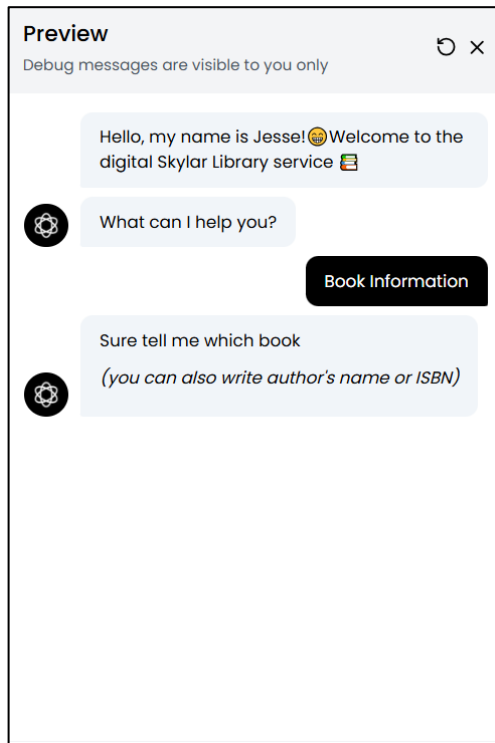 Preview
Debug messages are visible to you only
Hello, my name is Jesse!😁Welcome to the
digital Skylar Library service 📚
What can I help you?
Book Information
Sure tell me which book
(you can also write author's name or ISBN)